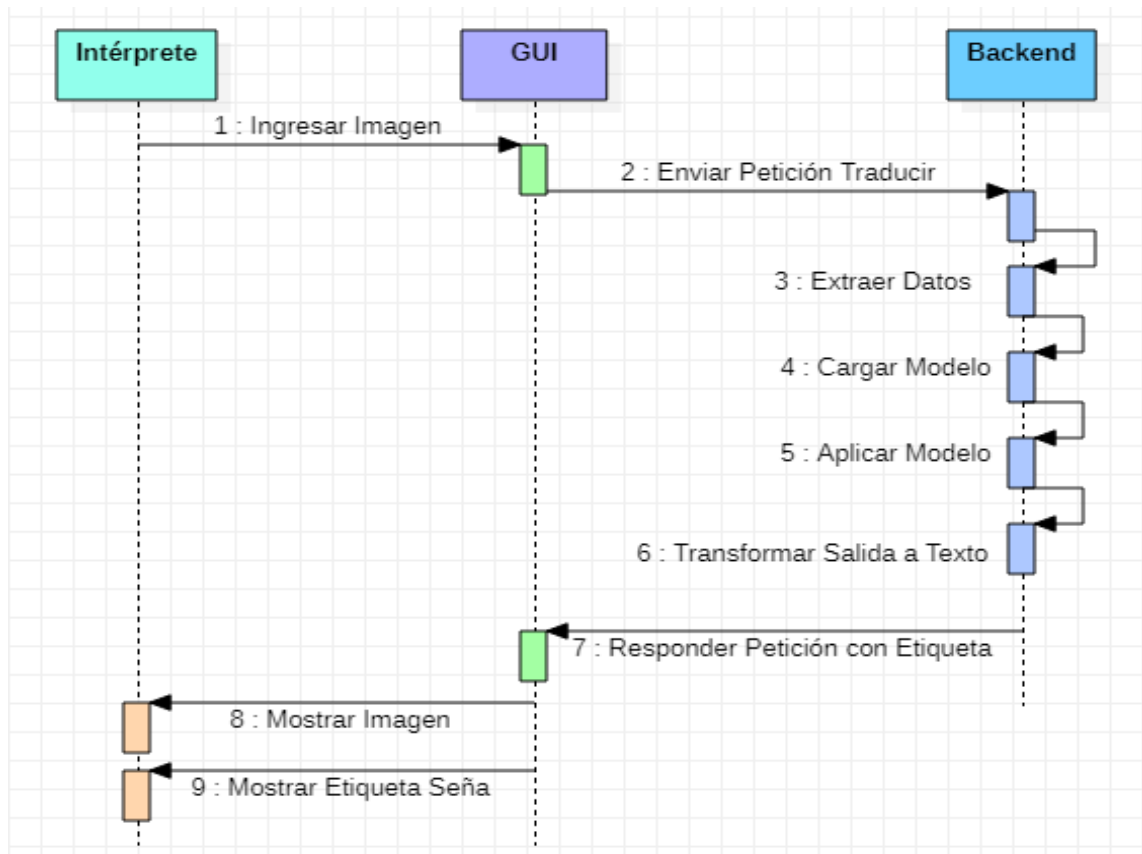 Intérprete
GUI
Backend
1 : Ingresar Imagen
2 : Enviar Petición Traducir
3 : Extraer Datos
4 : Cargar Modelo
5 : Aplicar Modelo
6 : Transformar Salida a Texto
7 : Responder Petición con Etiqueta
8 : Mostrar Imagen
9 : Mostrar Etiqueta Seña